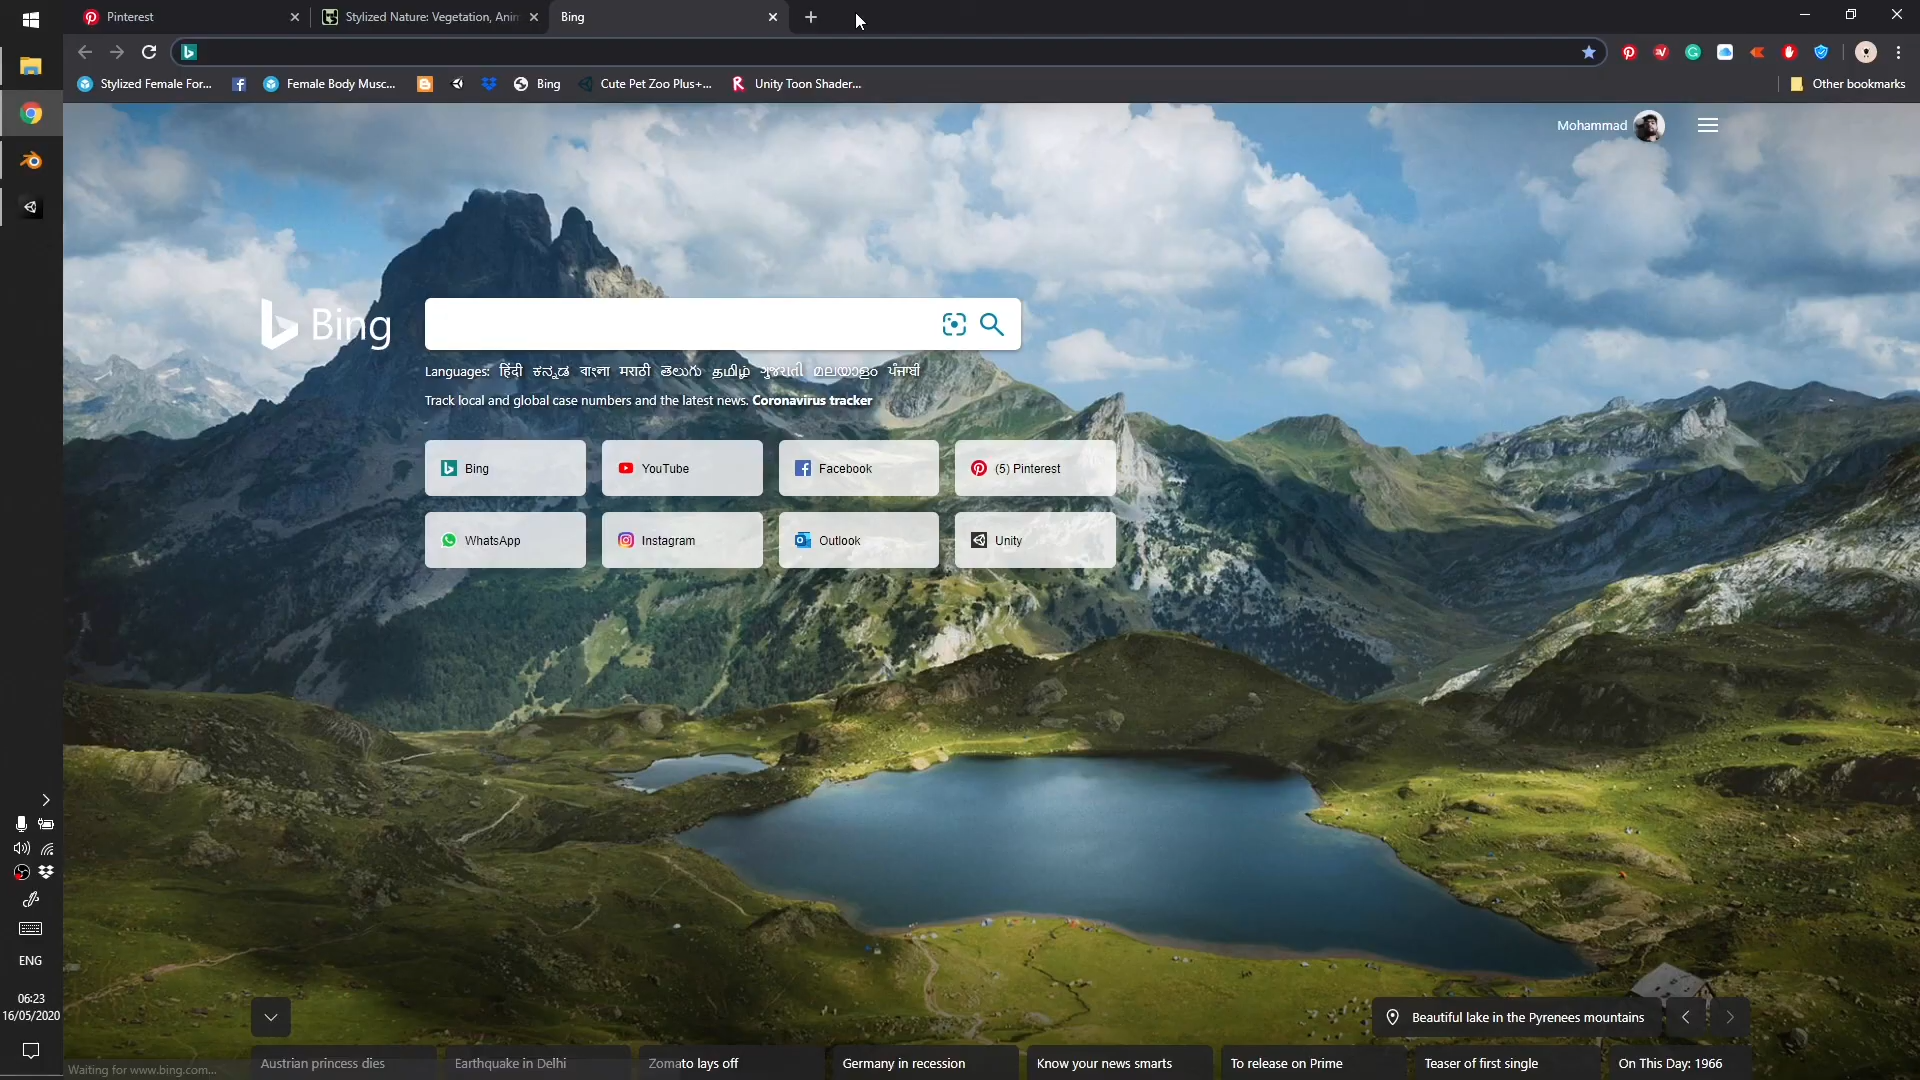 Pinterest
Stylized Nature: Vegetation, Anim
Bing
Stylized Female For...
Female Body Musc...
Bing
Cute Pet Zoo Plus+...
Unity Toon Shader...
Other bookmarks
Mohammad
Bing
Languages: हिंदी ಕನ್ನಡ বাংলা मराठी తెలుగు தமிழ் ગુજરાતી മലയാളം ਪੰਜਾਬੀ
Track local and global case numbers and the latest news. Coronavirus tracker
Bing
YouTube
Facebook
(5) Pinterest
WhatsApp
Instagram
Outlook
Unity
ENG
06:23
16/05/2020
Beautiful lake in the Pyrenees mountains
Austrian princess dies
Earthquake in Delhi
Zomato lays off
Germany in recession
Know your news smarts
To release on Prime
Teaser of first single
On This Day: 1966
Waiting for www.bing.com...